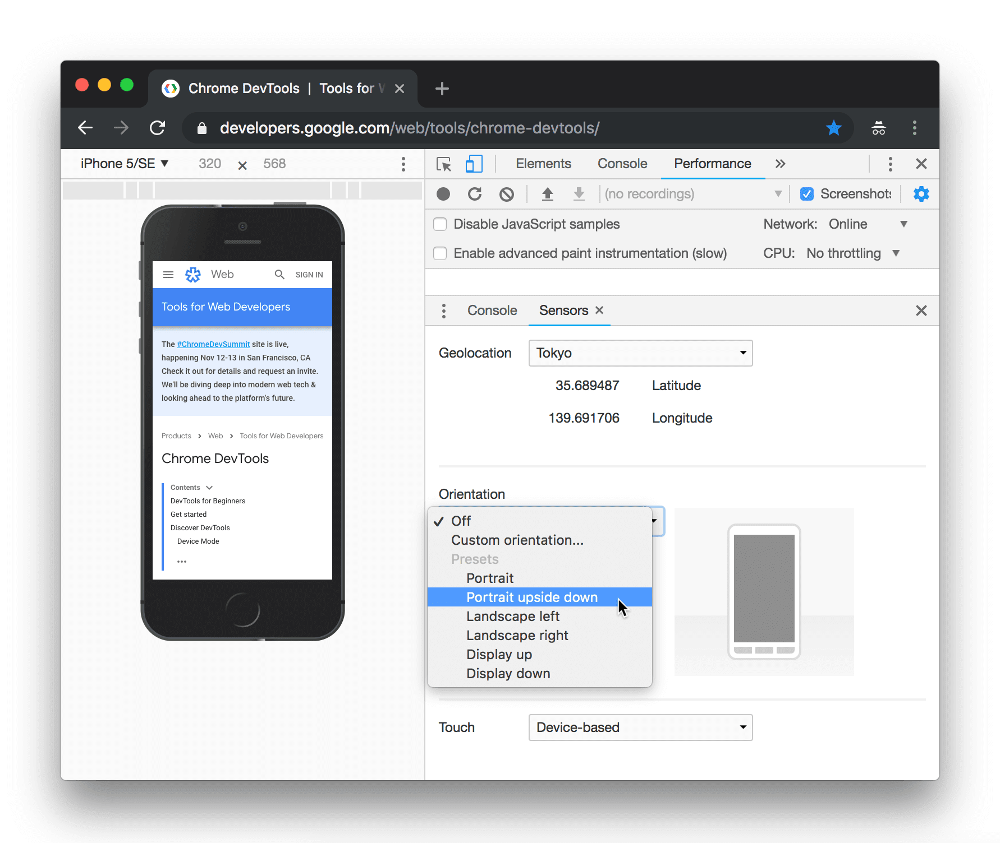 Chrome DevTools | Tools for W
developers.google.com/web/tools/chrome-devtools/
iPhone 5/SE 320 × 568
Elements Console Performance
(no recordings) Screenshots
Disable JavaScript samples Network: Online
Enable advanced paint instrumentation (slow) CPU: No throttling
Web SIGN IN
Tools for Web Developers
The #ChromeDevSummit site is live,
happening Nov 12-13 in San Francisco, CA
Check it out for details and request an invite.
We'll be diving deep into modern web tech &
looking ahead to the platform's future.
Products > Web > Tools for Web Developers
Chrome DevTools
Contents
DevTools for Beginners
Get started
Discover DevTools
Device Mode
•••
Console Sensors
Geolocation Tokyo
35.689487 Latitude
139.691706 Longitude
Orientation
✓ Off
Custom orientation...
Presets
Portrait
Portrait upside down
Landscape left
Landscape right
Display up
Display down
Touch Device-based